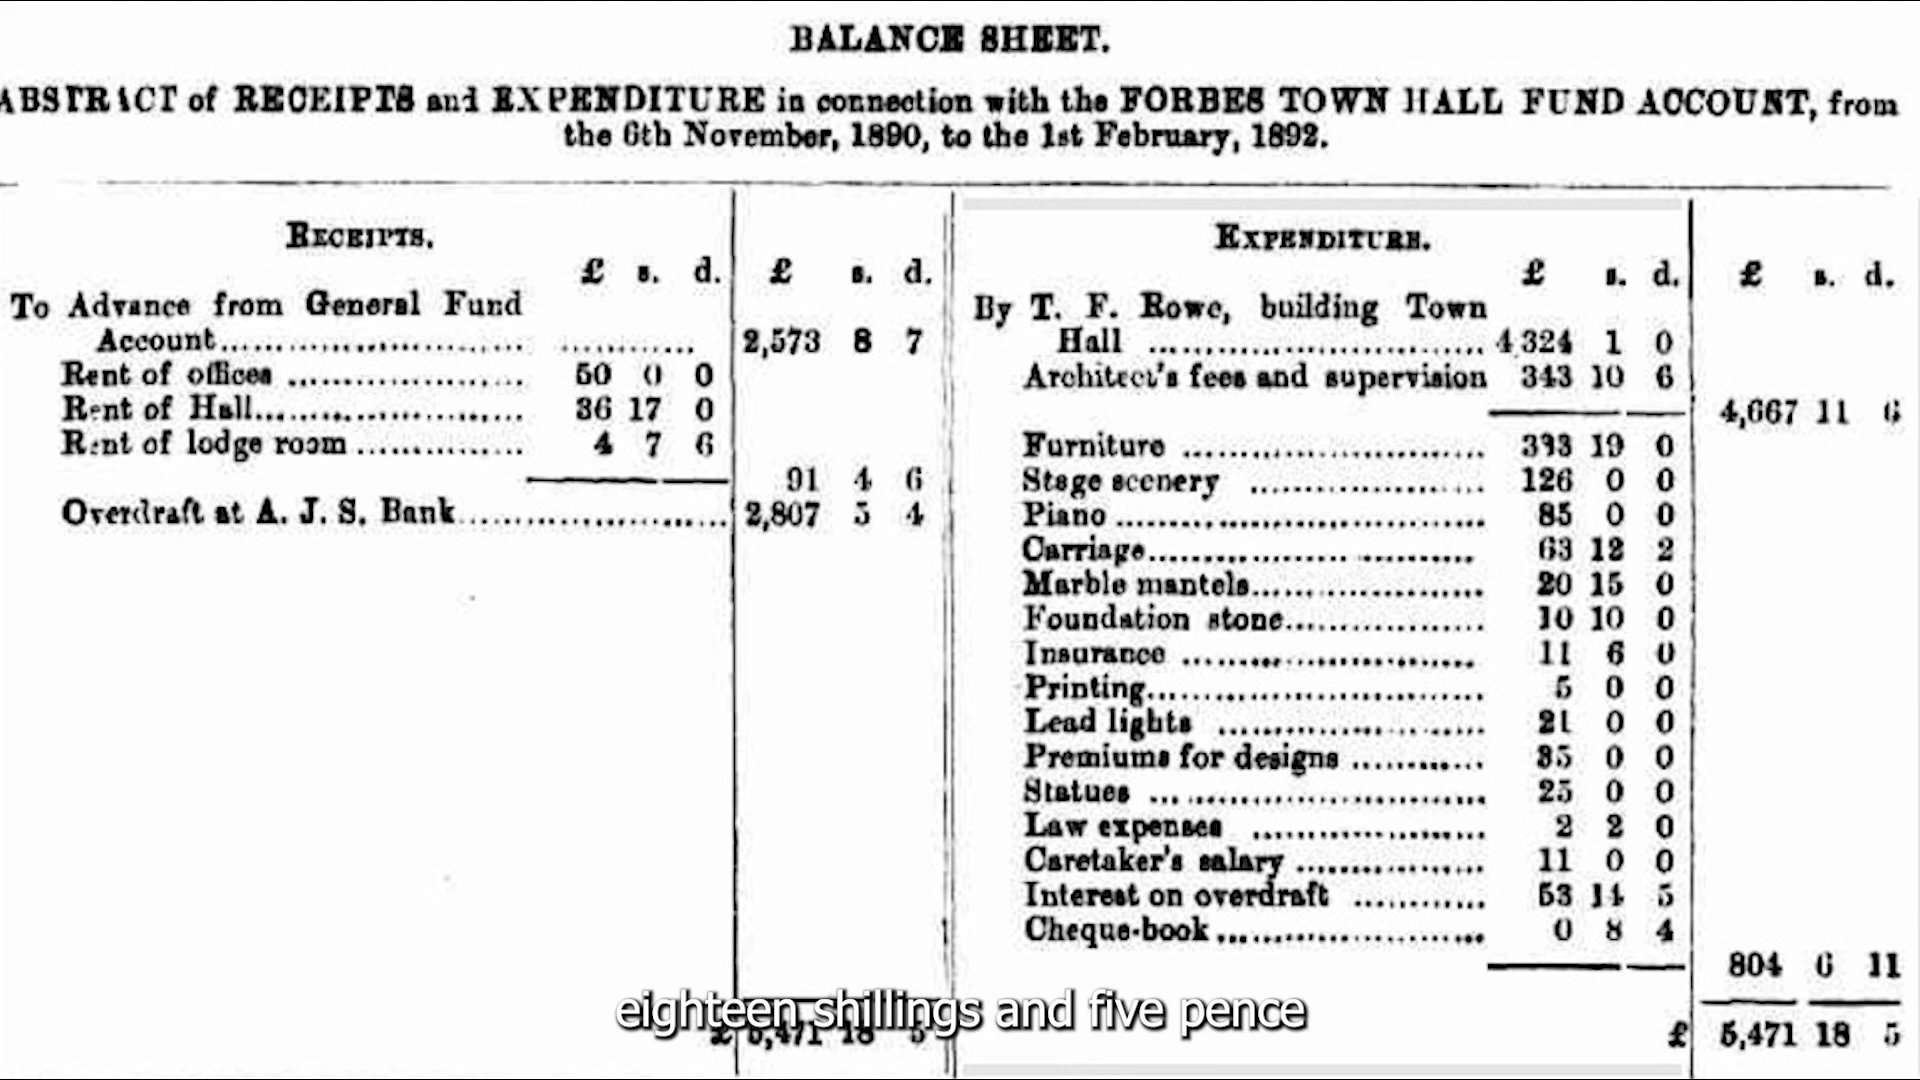 BALANCE SHEET.
ABSTRACT of RECEIPTS and EXPENDITURE in connection with the FORBES TOWN HALL FUND ACCOUNT, from
the 6th November, 1890, to the 1st February, 1892.
RECEIPTS.
£ s. d. £ s. d.
To Advance from General Fund
Account .............................. ............ 2,573 8 7
Rent of offices ..................... 50 0 0
Rent of Hall........................ 36 17 0
Rent of lodge room ............... 4 7 6
91 4 6
Overdraft at A. J. S. Bank........................ 2,807 5 4
£ 5,471 18 5
EXPENDITURE.
£ s. d. £ s. d.
By T. F. Rowe, building Town
Hall .............................. 4,324 1 0
Architect's fees and supervision 343 10 6
4,667 11 6
Furniture ........................... 333 19 0
Stage scenery ..................... 126 0 0
Piano ................................. 85 0 0
Carriage.............................. 63 12 2
Marble mantels..................... 20 15 0
Foundation stone.................. 10 10 0
Insurance ........................... 11 6 0
Printing.............................. 5 0 0
Lead lights ........................ 21 0 0
Premiums for designs ............ 35 0 0
Statues .............................. 25 0 0
Law expenses ..................... 2 2 0
Caretaker's salary ................. 11 0 0
Interest on overdraft ............ 53 14 5
Cheque-book........................ 0 8 4
804 6 11
£ 5,471 18 5
eighteen shillings and five pence